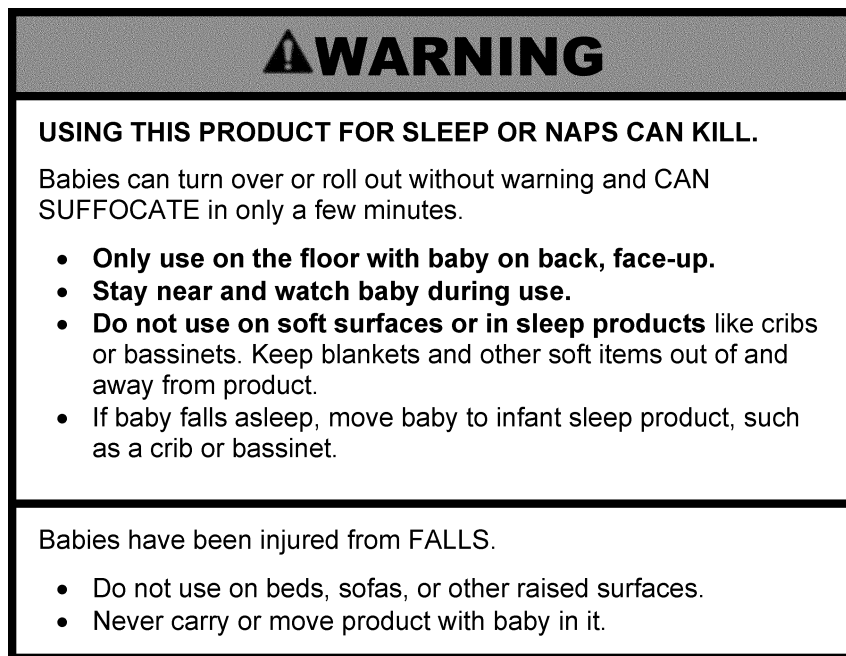 WARNING
USING THIS PRODUCT FOR SLEEP OR NAPS CAN KILL.
Babies can turn over or roll out without warning and CAN
SUFFOCATE in only a few minutes.
• Only use on the floor with baby on back, face-up.
• Stay near and watch baby during use.
• Do not use on soft surfaces or in sleep products like cribs
or bassinets. Keep blankets and other soft items out of and
away from product.
• If baby falls asleep, move baby to infant sleep product, such
as a crib or bassinet.
Babies have been injured from FALLS.
• Do not use on beds, sofas, or other raised surfaces.
• Never carry or move product with baby in it.